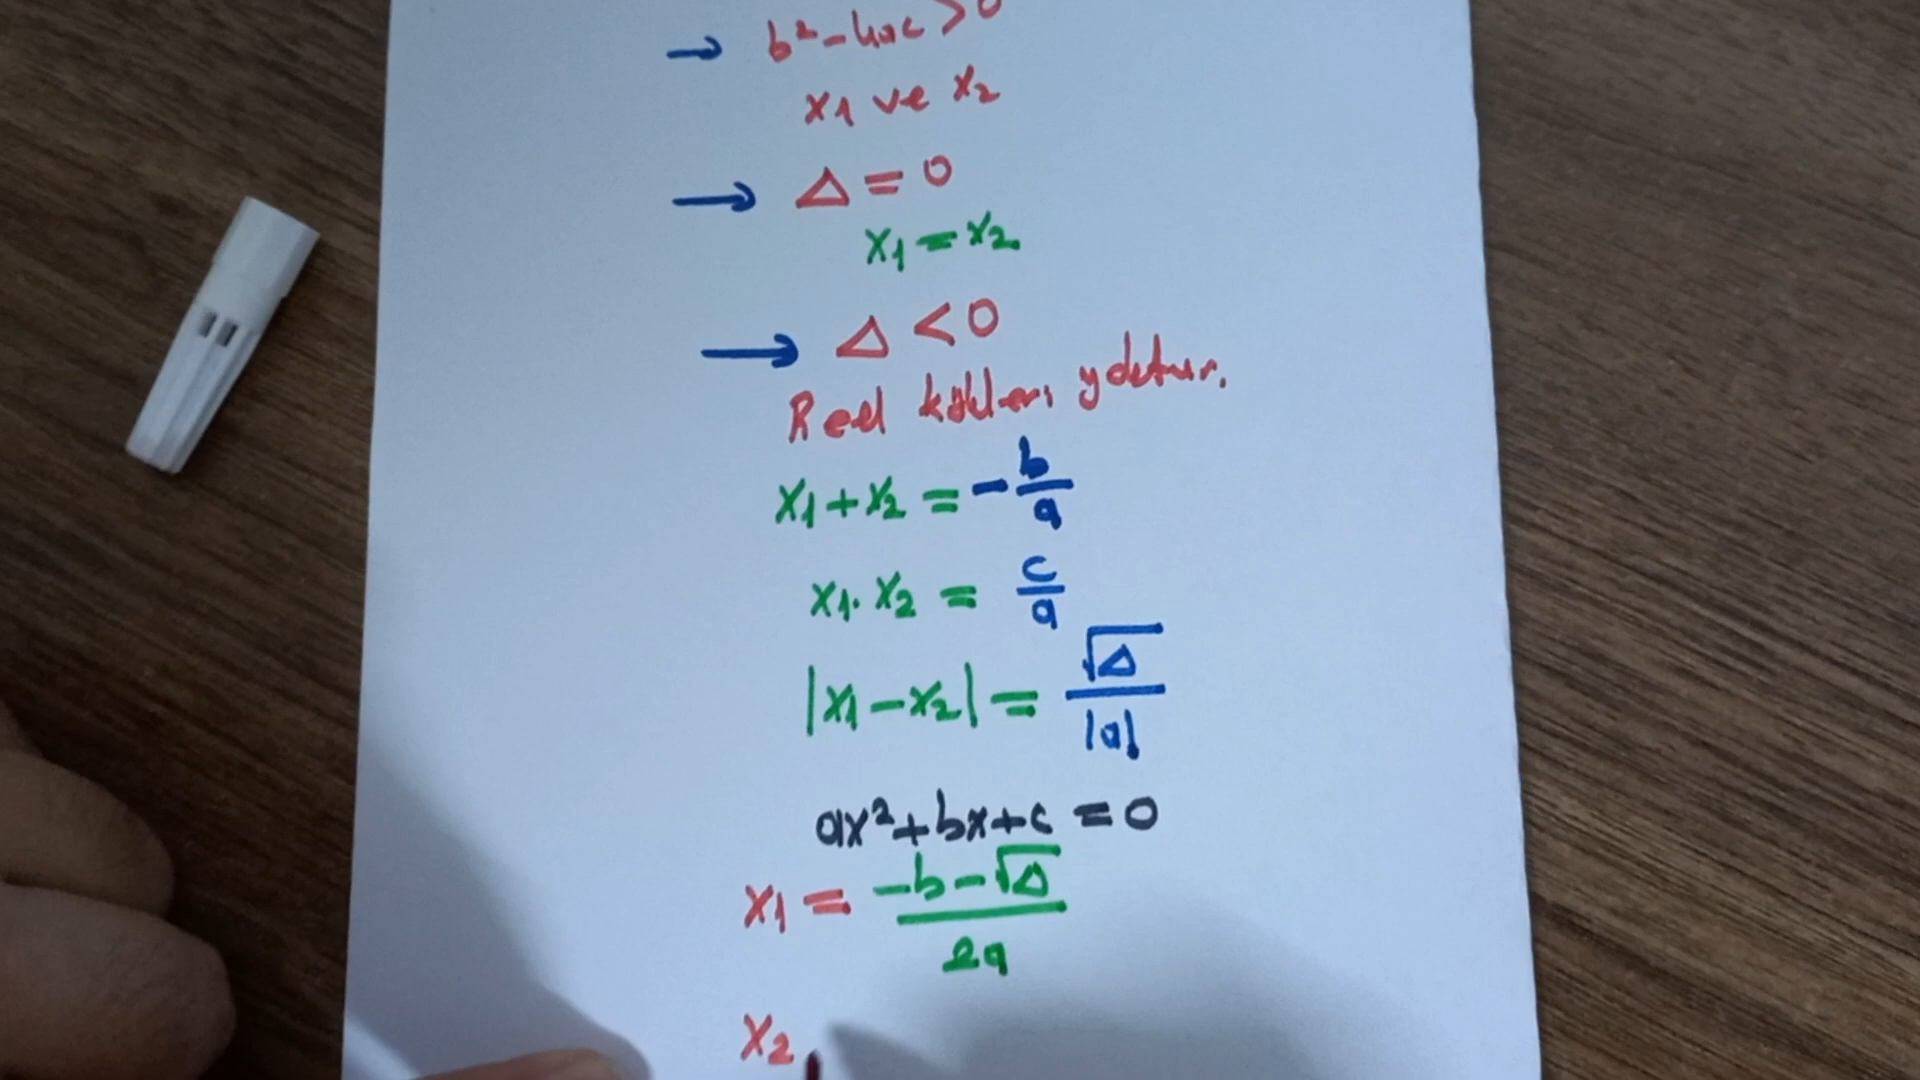 → b²-4ac>0
x₁ ve x₂
→ Δ = 0
x₁ = x₂
→ Δ < 0
Reel kökleri yoktur.
x₁+x₂ = -b/a
x₁.x₂ = c/a
|x₁-x₂| = √Δ/|a|
ax²+bx+c = 0
x₁ = -b-√Δ/2a
x₂